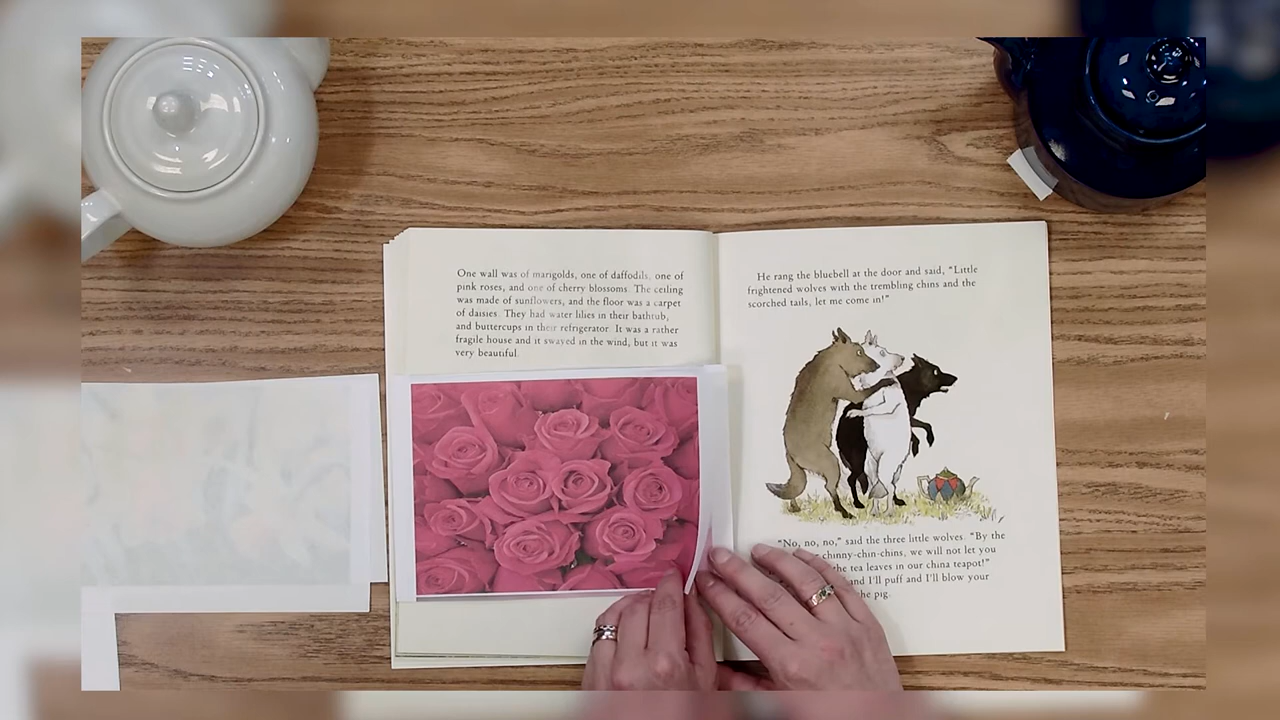 One wall was of marigolds, one of daffodils, one of
pink roses, and one of cherry blossoms. The ceiling
was made of sunflowers, and the floor was a carpet
of daisies. They had water lilies in their bathtub,
and buttercups in their refrigerator. It was a rather
fragile house and it swayed in the wind, but it was
very beautiful.
He rang the bluebell at the door and said, "Little
frightened wolves with the trembling chins and the
scorched tails, let me come in!"
"No, no, no," said the three little wolves. "By the
chinny-chin-chins, we will not let you
the tea leaves in our china teapot!"
and I'll puff and I'll blow your
the pig.